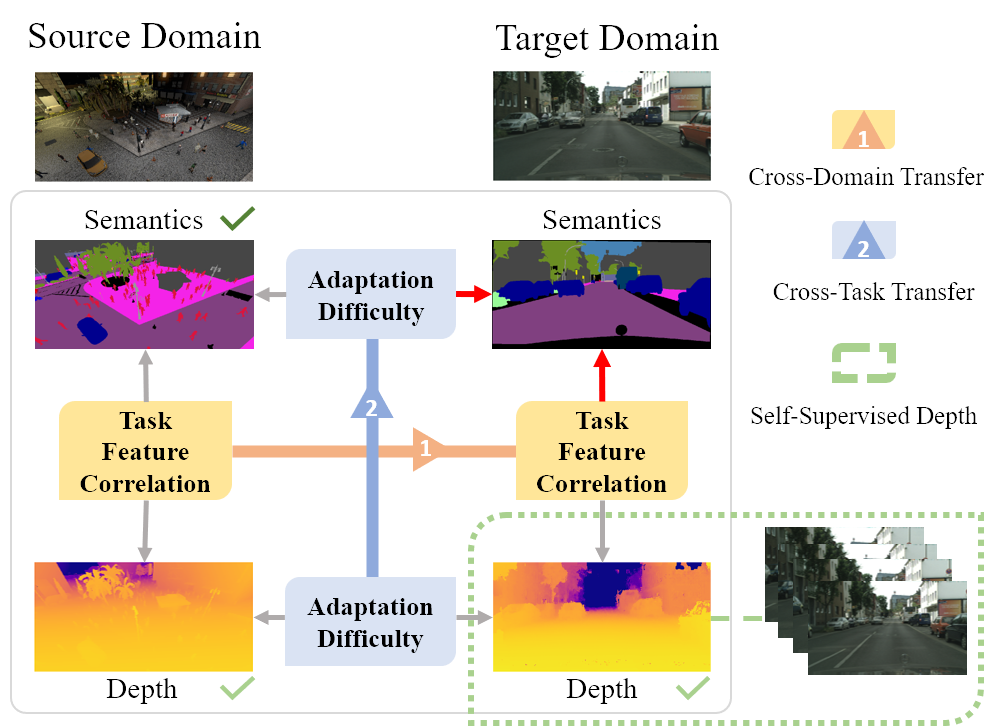 Source Domain
Target Domain
1
Cross-Domain Transfer
Semantics
Semantics
2
Cross-Task Transfer
Adaptation
Difficulty
2
Self-Supervised Depth
Task
Feature
Correlation
1
Task
Feature
Correlation
Adaptation
Difficulty
Depth
Depth